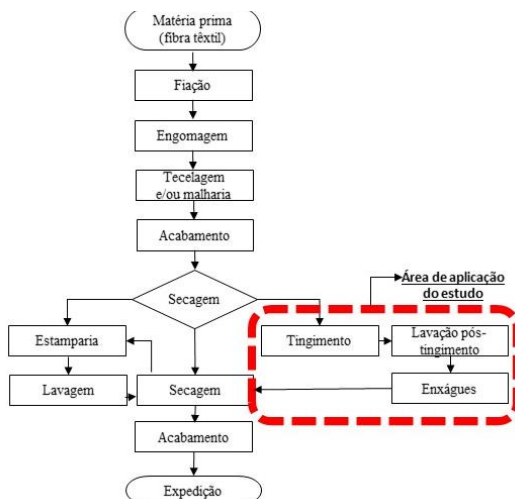 Matéria prima
(fibra têxtil)
Fiação
Engomagem
Tecelagem
e/ou malharia
Acabamento
Secagem
Área de aplicação
do estudo
Estamparia
Tingimento
Lavação pós-
tingimento
Lavagem
Secagem
Enxágues
Acabamento
Expedição